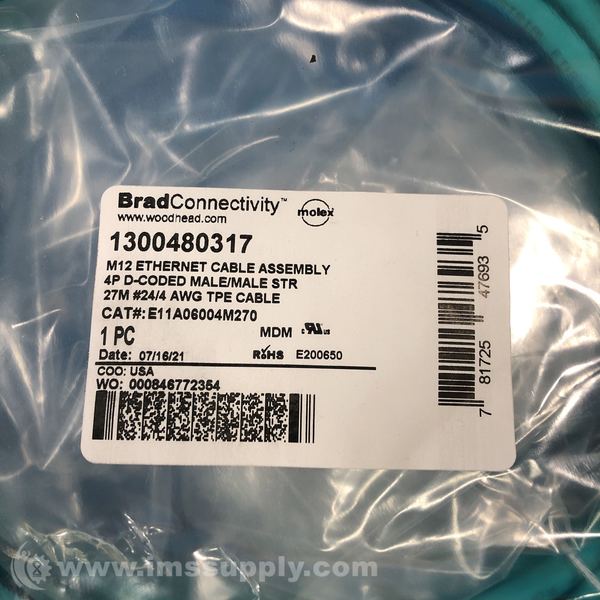 BradConnectivity™
www.woodhead.com
molex
1300480317
M12 ETHERNET CABLE ASSEMBLY
4P D-CODED MALE/MALE STR
27M #24/4 AWG TPE CABLE
CAT#: E11A06004M270
1 PC
MDM
Date: 07/16/21
RoHS
E200650
COO: USA
WO: 000846772354
7 81725 47693 5
www.imssupply.com